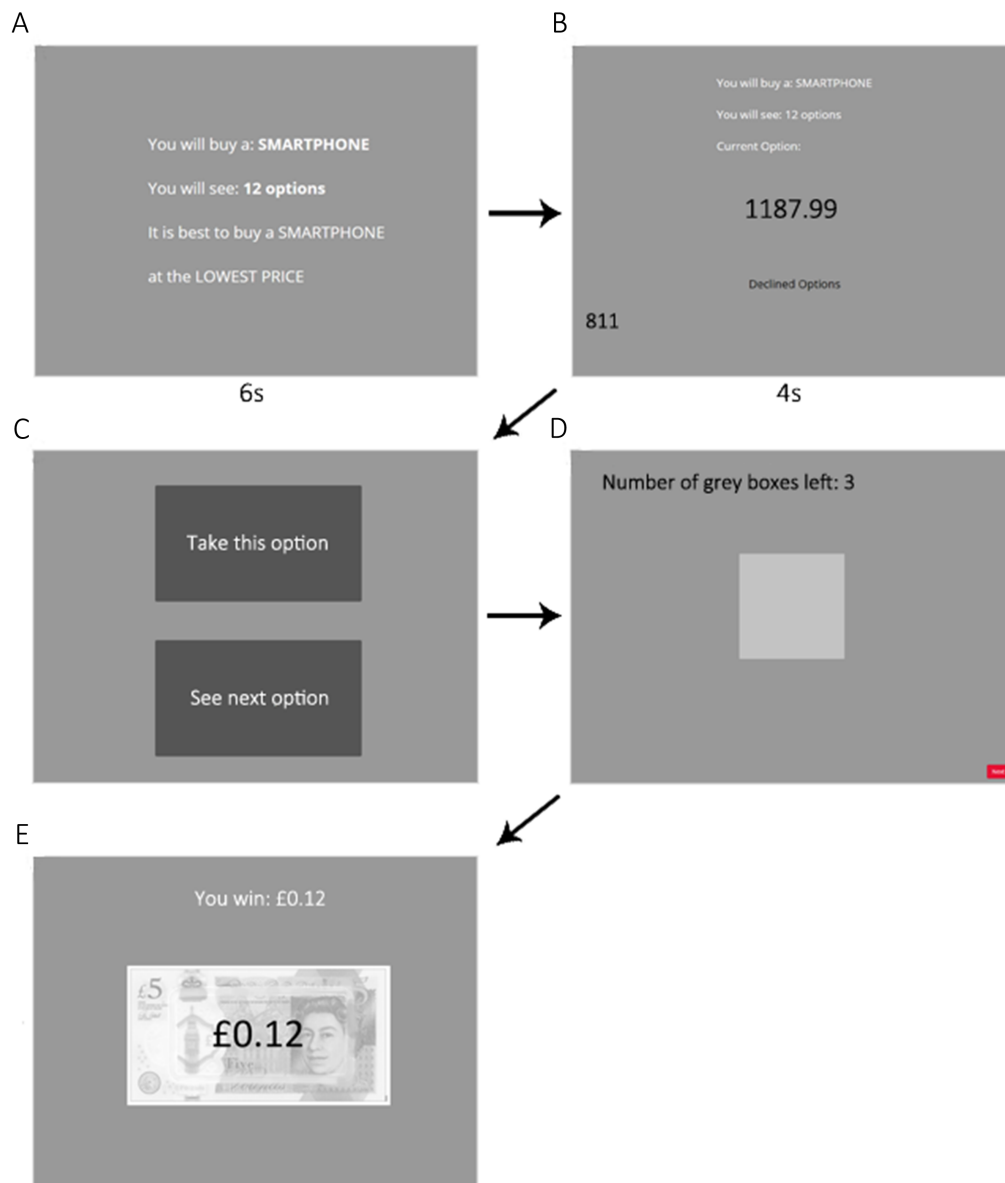 A
You will buy a: SMARTPHONE
You will see: 12 options
It is best to buy a SMARTPHONE
at the LOWEST PRICE
6s
B
You will buy a: SMARTPHONE
You will see: 12 options
Current Option:
1187.99
Declined Options
811
4s
C
Take this option
See next option
D
Number of grey boxes left: 3
E
You win: £0.12
£5
£0.12
Five